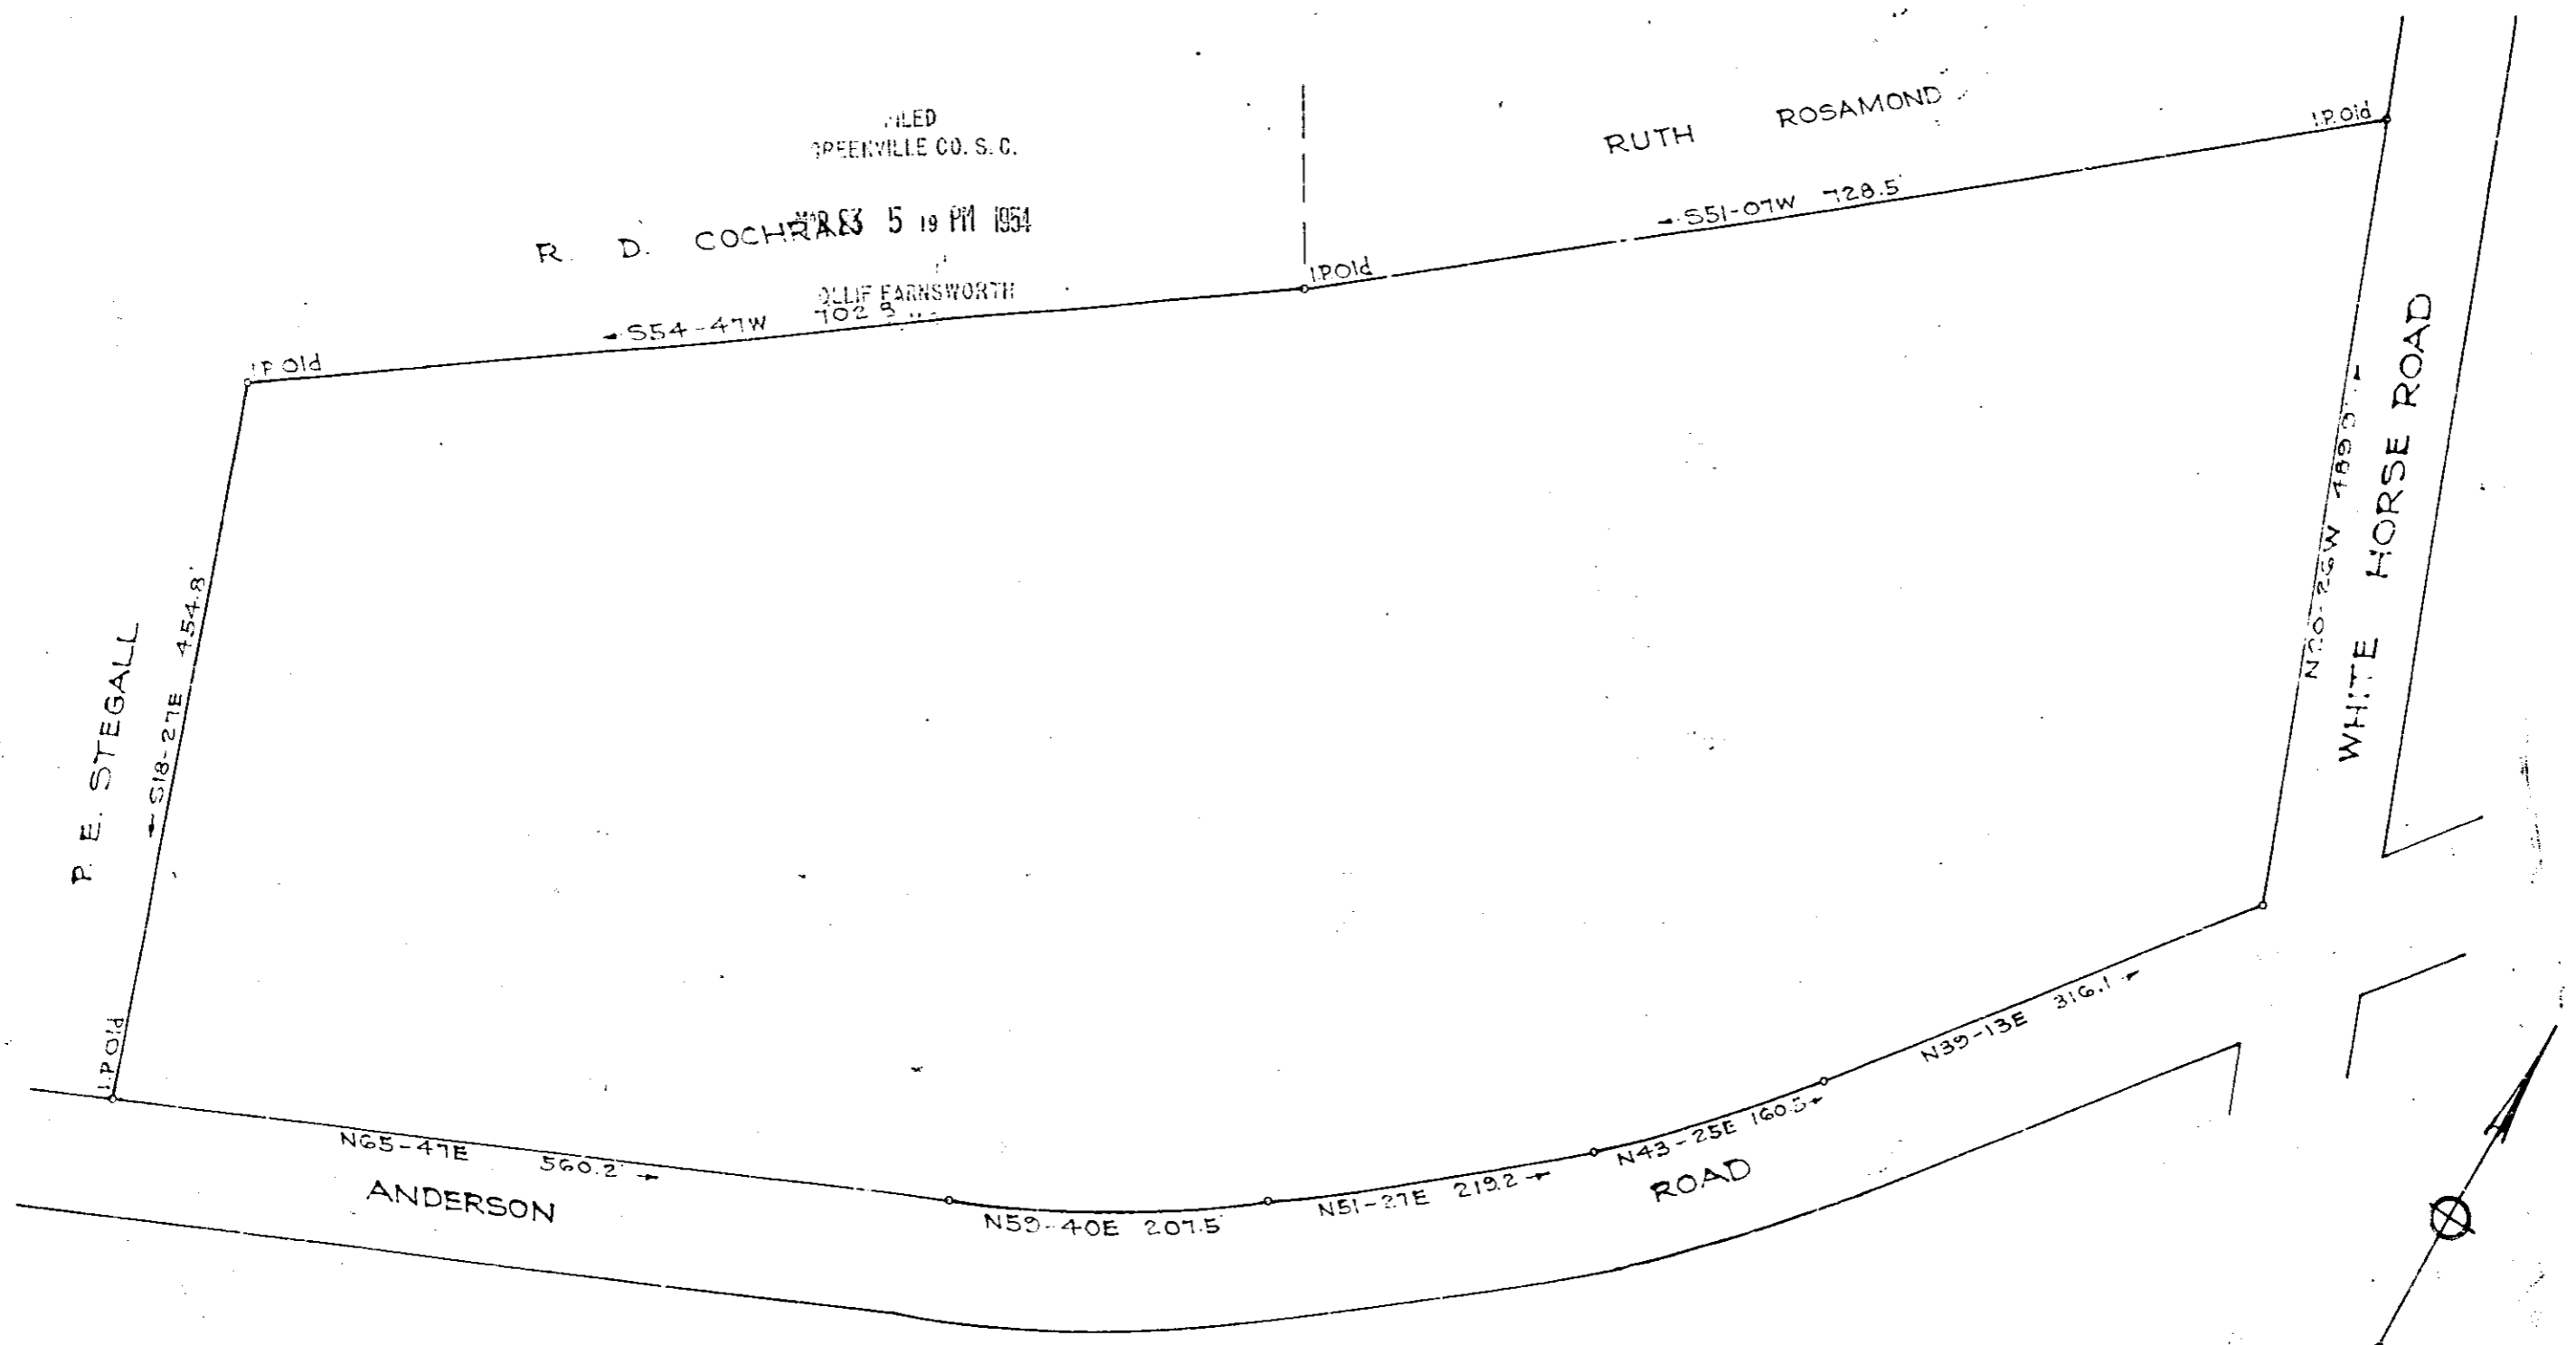 FILED
GREENVILLE CO. S. C.
5 19 PM 1954
OLLIE FARNSWORTH
R. D. COCHRAN
RUTH ROSAMOND
I.P. Old
S51-07W 728.5'
I.P. Old
S54-47W
I.P. Old
P. E. STEGALL
S18-27E 454.8'
I.P. Old
WHITE HORSE ROAD
N20-26W
N65-47E 560.2'
ANDERSON ROAD
N59-40E 207.5'
N51-27E 219.2
N43-25E
N39-13E 316.1